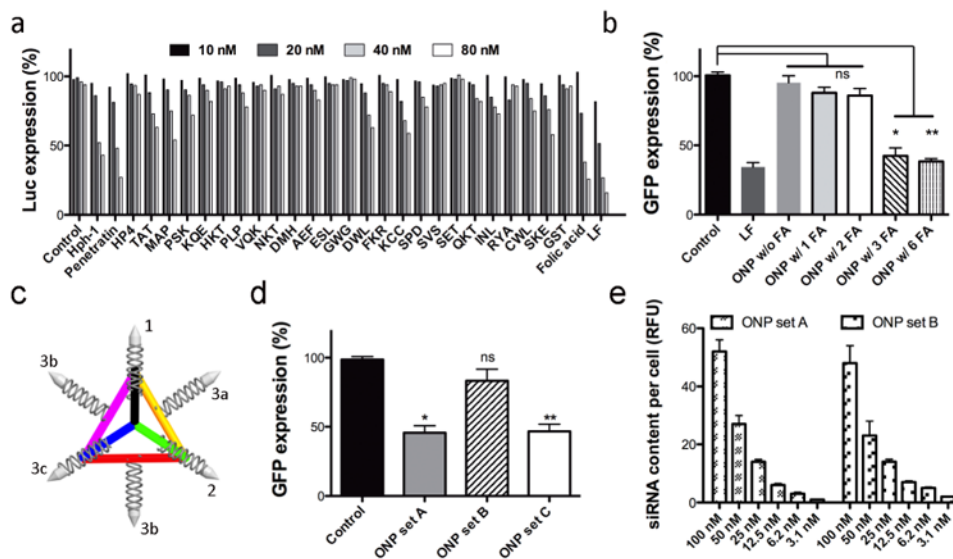 a
Luc expression (%)
100
50
0
10 nM
20 nM
40 nM
80 nM
Control
Hph-1
Penetratin
HP4
TAT
MAP
PSK
KQE
HKT
PLP
VQK
NKT
DMH
AEF
ESL
GWG
DWL
FKR
KCC
SPD
SVS
SET
QKT
INL
RYA
CWL
SKE
GST
Folic acid
LF
b
GFP expression (%)
100
50
0
ns
*
**
Control
LF
ONP w/o FA
ONP w/ 1 FA
ONP w/ 2 FA
ONP w/ 3 FA
ONP w/ 6 FA
c
1
3b
3a
3c
2
3b
d
GFP expression (%)
100
50
0
*
ns
**
Control
ONP set A
ONP set B
ONP set C
e
siRNA content per cell (RFU)
60
40
20
0
ONP set A
ONP set B
100 nM
50 nM
25 nM
12.5 nM
6.2 nM
3.1 nM
100 nM
50 nM
25 nM
12.5 nM
6.2 nM
3.1 nM